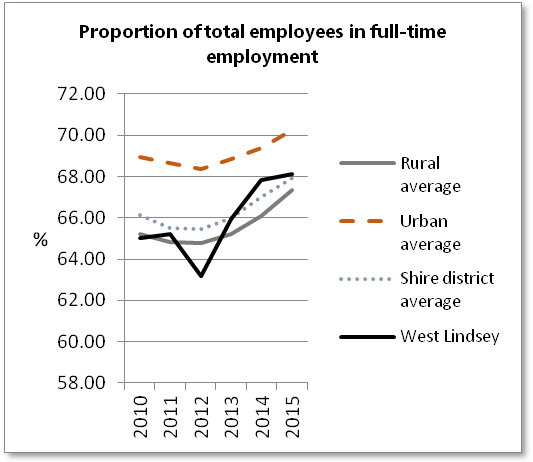 Proportion of total employees in full-time
employment
72.00
70.00
68.00
66.00
64.00
62.00
60.00
58.00
%
2010
2011
2012
2013
2014
2015
Rural
average
Urban
average
Shire district
average
West Lindsey